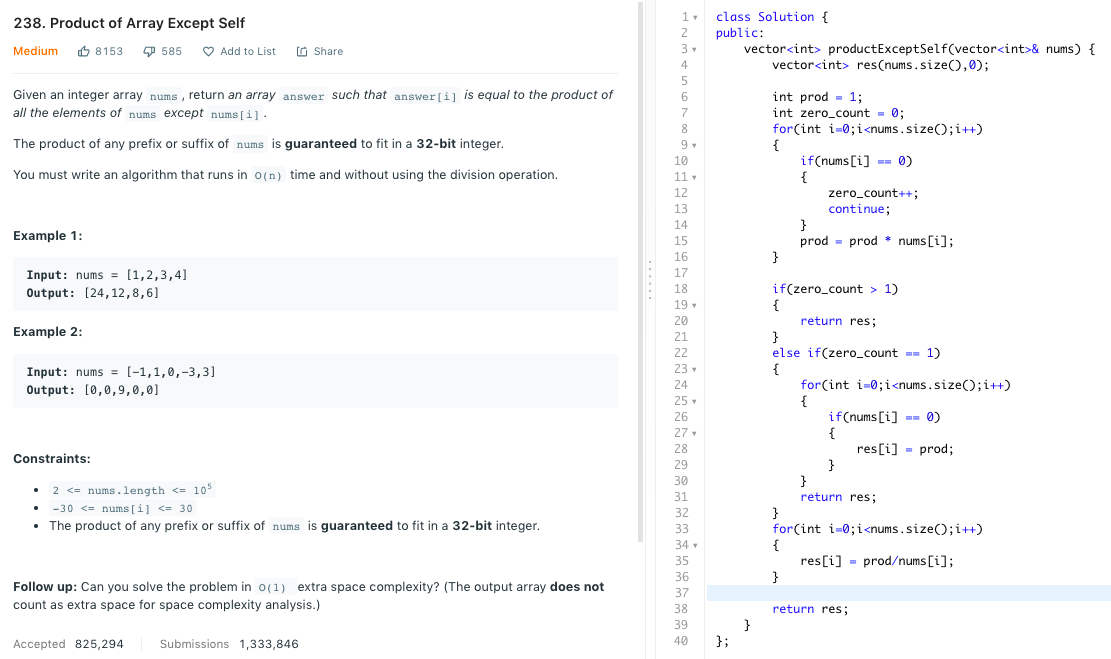 238. Product of Array Except Self
Medium 8153 585 Add to List Share
Given an integer array nums , return an array answer such that answer[i] is equal to the product of
all the elements of nums except nums[i] .
The product of any prefix or suffix of nums is guaranteed to fit in a 32-bit integer.
You must write an algorithm that runs in O(n) time and without using the division operation.
Example 1:
Input: nums = [1,2,3,4]
Output: [24,12,8,6]
Example 2:
Input: nums = [-1,1,0,-3,3]
Output: [0,0,9,0,0]
Constraints:
• 2 <= nums.length <= 10⁵
• -30 <= nums[i] <= 30
• The product of any prefix or suffix of nums is guaranteed to fit in a 32-bit integer.
Follow up: Can you solve the problem in O(1) extra space complexity? (The output array does not
count as extra space for space complexity analysis.)
Accepted 825,294 Submissions 1,333,846
1 class Solution {
2 public:
3     vector<int> productExceptSelf(vector<int>& nums) {
4         vector<int> res(nums.size(),0);
5
6         int prod = 1;
7         int zero_count = 0;
8         for(int i=0;i<nums.size();i++)
9         {
10             if(nums[i] == 0)
11             {
12                 zero_count++;
13                 continue;
14             }
15             prod = prod * nums[i];
16         }
17
18         if(zero_count > 1)
19         {
20             return res;
21         }
22         else if(zero_count == 1)
23         {
24             for(int i=0;i<nums.size();i++)
25             {
26                 if(nums[i] == 0)
27                 {
28                     res[i] = prod;
29                 }
30             }
31             return res;
32         }
33         for(int i=0;i<nums.size();i++)
34         {
35             res[i] = prod/nums[i];
36         }
37
38         return res;
39     }
40 };